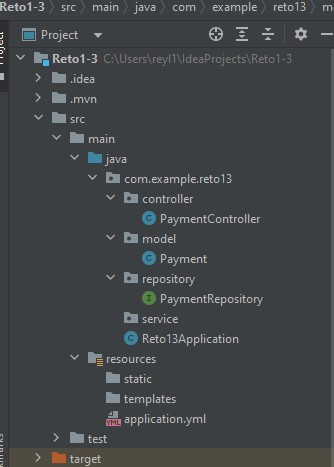 Reto1-3 > src > main > java > com > example > reto13 > main
Project
Project
Reto1-3 C:\Users\reyl1\IdeaProjects\Reto1-3
.idea
.mvn
src
main
java
com.example.reto13
controller
PaymentController
model
Payment
repository
PaymentRepository
service
Reto13Application
resources
static
templates
application.yml
test
target